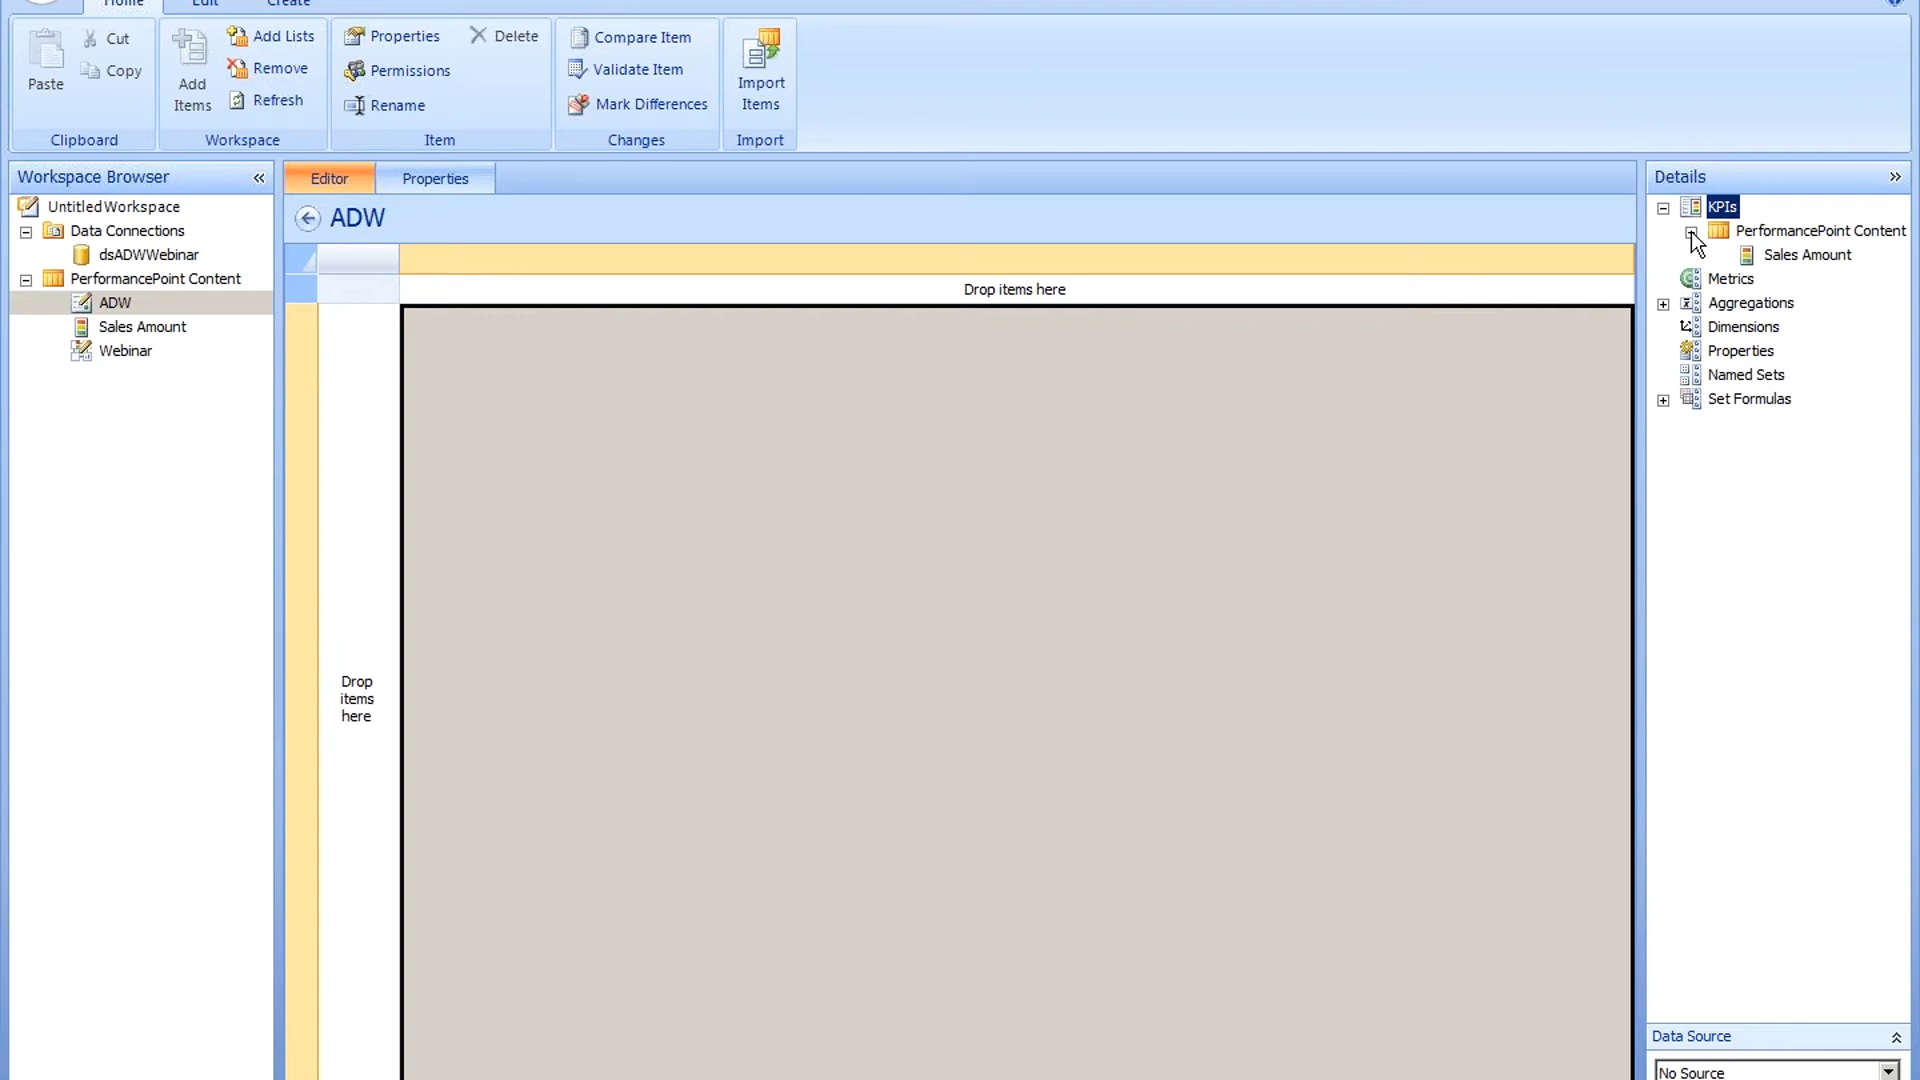 Home Edit Create
Paste Cut Copy
Clipboard
Add Items Add Lists Remove Refresh
Workspace
Properties Delete
Permissions
Rename
Item
Compare Item
Validate Item
Mark Differences
Changes
Import Items
Import
Workspace Browser
Untitled Workspace
Data Connections
dsADWWebinar
PerformancePoint Content
ADW
Sales Amount
Webinar
Editor Properties
ADW
Drop items here
Drop
items
here
Details
KPIs
PerformancePoint Content
Sales Amount
Metrics
Aggregations
Dimensions
Properties
Named Sets
Set Formulas
Data Source
No Source